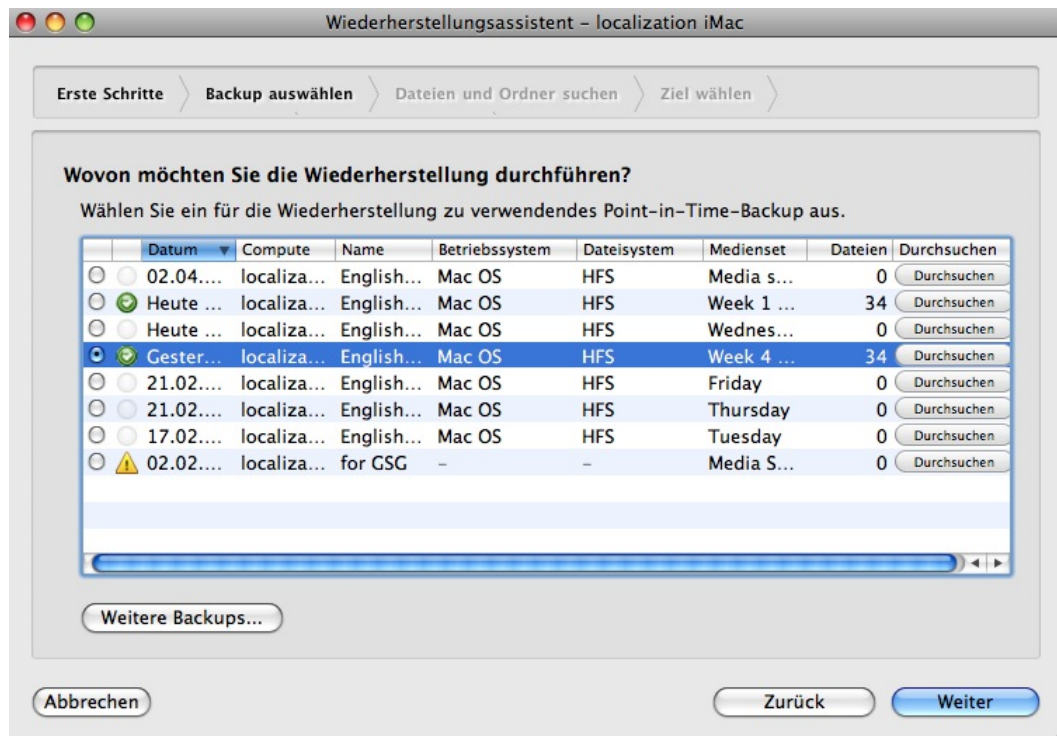 Wiederherstellungsassistent – localization iMac
Erste Schritte Backup auswählen Dateien und Ordner suchen Ziel wählen
Wovon möchten Sie die Wiederherstellung durchführen?
Wählen Sie ein für die Wiederherstellung zu verwendendes Point-in-Time-Backup aus.
Datum Compute Name Betriebssystem Dateisystem Medienset Dateien Durchsuchen
02.04.... localiza... English... Mac OS HFS Media s... 0 Durchsuchen
Heute ... localiza... English... Mac OS HFS Week 1 ... 34 Durchsuchen
Heute ... localiza... English... Mac OS HFS Wednes... 0 Durchsuchen
Gester... localiza... English... Mac OS HFS Week 4 ... 34 Durchsuchen
21.02.... localiza... English... Mac OS HFS Friday 0 Durchsuchen
21.02.... localiza... English... Mac OS HFS Thursday 0 Durchsuchen
17.02.... localiza... English... Mac OS HFS Tuesday 0 Durchsuchen
02.02.... localiza... for GSG – – Media S... 0 Durchsuchen
Weitere Backups...
Abbrechen Zurück Weiter